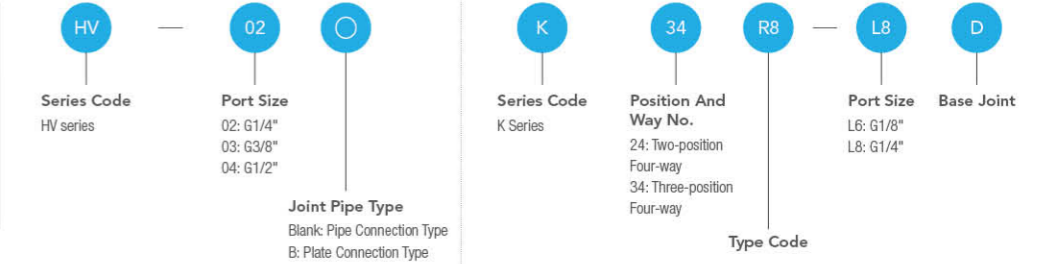 HV — 02
Series Code
HV series
Port Size
02: G1/4"
03: G3/8"
04: G1/2"
Joint Pipe Type
Blank: Pipe Connection Type
B: Plate Connection Type
K 34 R8 — L8 D
Series Code
K Series
Position And
Way No.
24: Two-position
Four-way
34: Three-position
Four-way
Type Code
Port Size
L6: G1/8"
L8: G1/4"
Base Joint